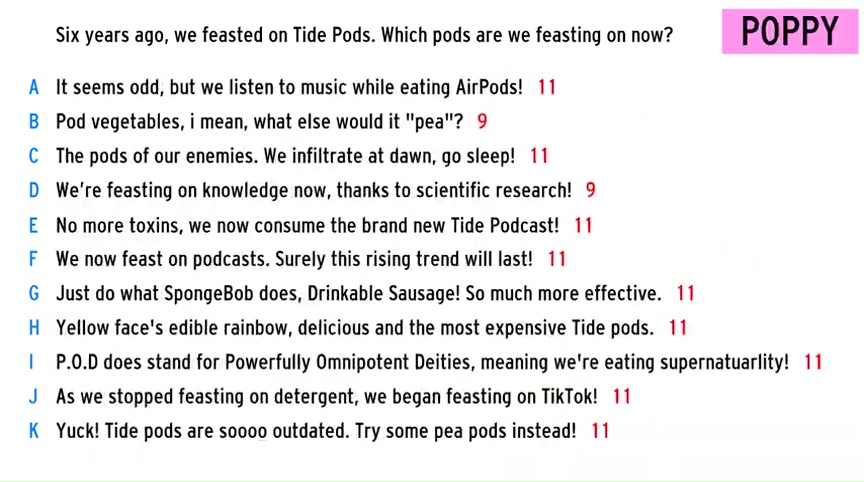 Six years ago, we feasted on Tide Pods. Which pods are we feasting on now?
POPPY
A It seems odd, but we listen to music while eating AirPods! 11
B Pod vegetables, i mean, what else would it "pea"? 9
C The pods of our enemies. We infiltrate at dawn, go sleep! 11
D We're feasting on knowledge now, thanks to scientific research! 9
E No more toxins, we now consume the brand new Tide Podcast! 11
F We now feast on podcasts. Surely this rising trend will last! 11
G Just do what SpongeBob does, Drinkable Sausage! So much more effective. 11
H Yellow face's edible rainbow, delicious and the most expensive Tide pods. 11
I P.O.D does stand for Powerfully Omnipotent Deities, meaning we're eating supernatuarlity! 11
J As we stopped feasting on detergent, we began feasting on TikTok! 11
K Yuck! Tide pods are soooo outdated. Try some pea pods instead! 11